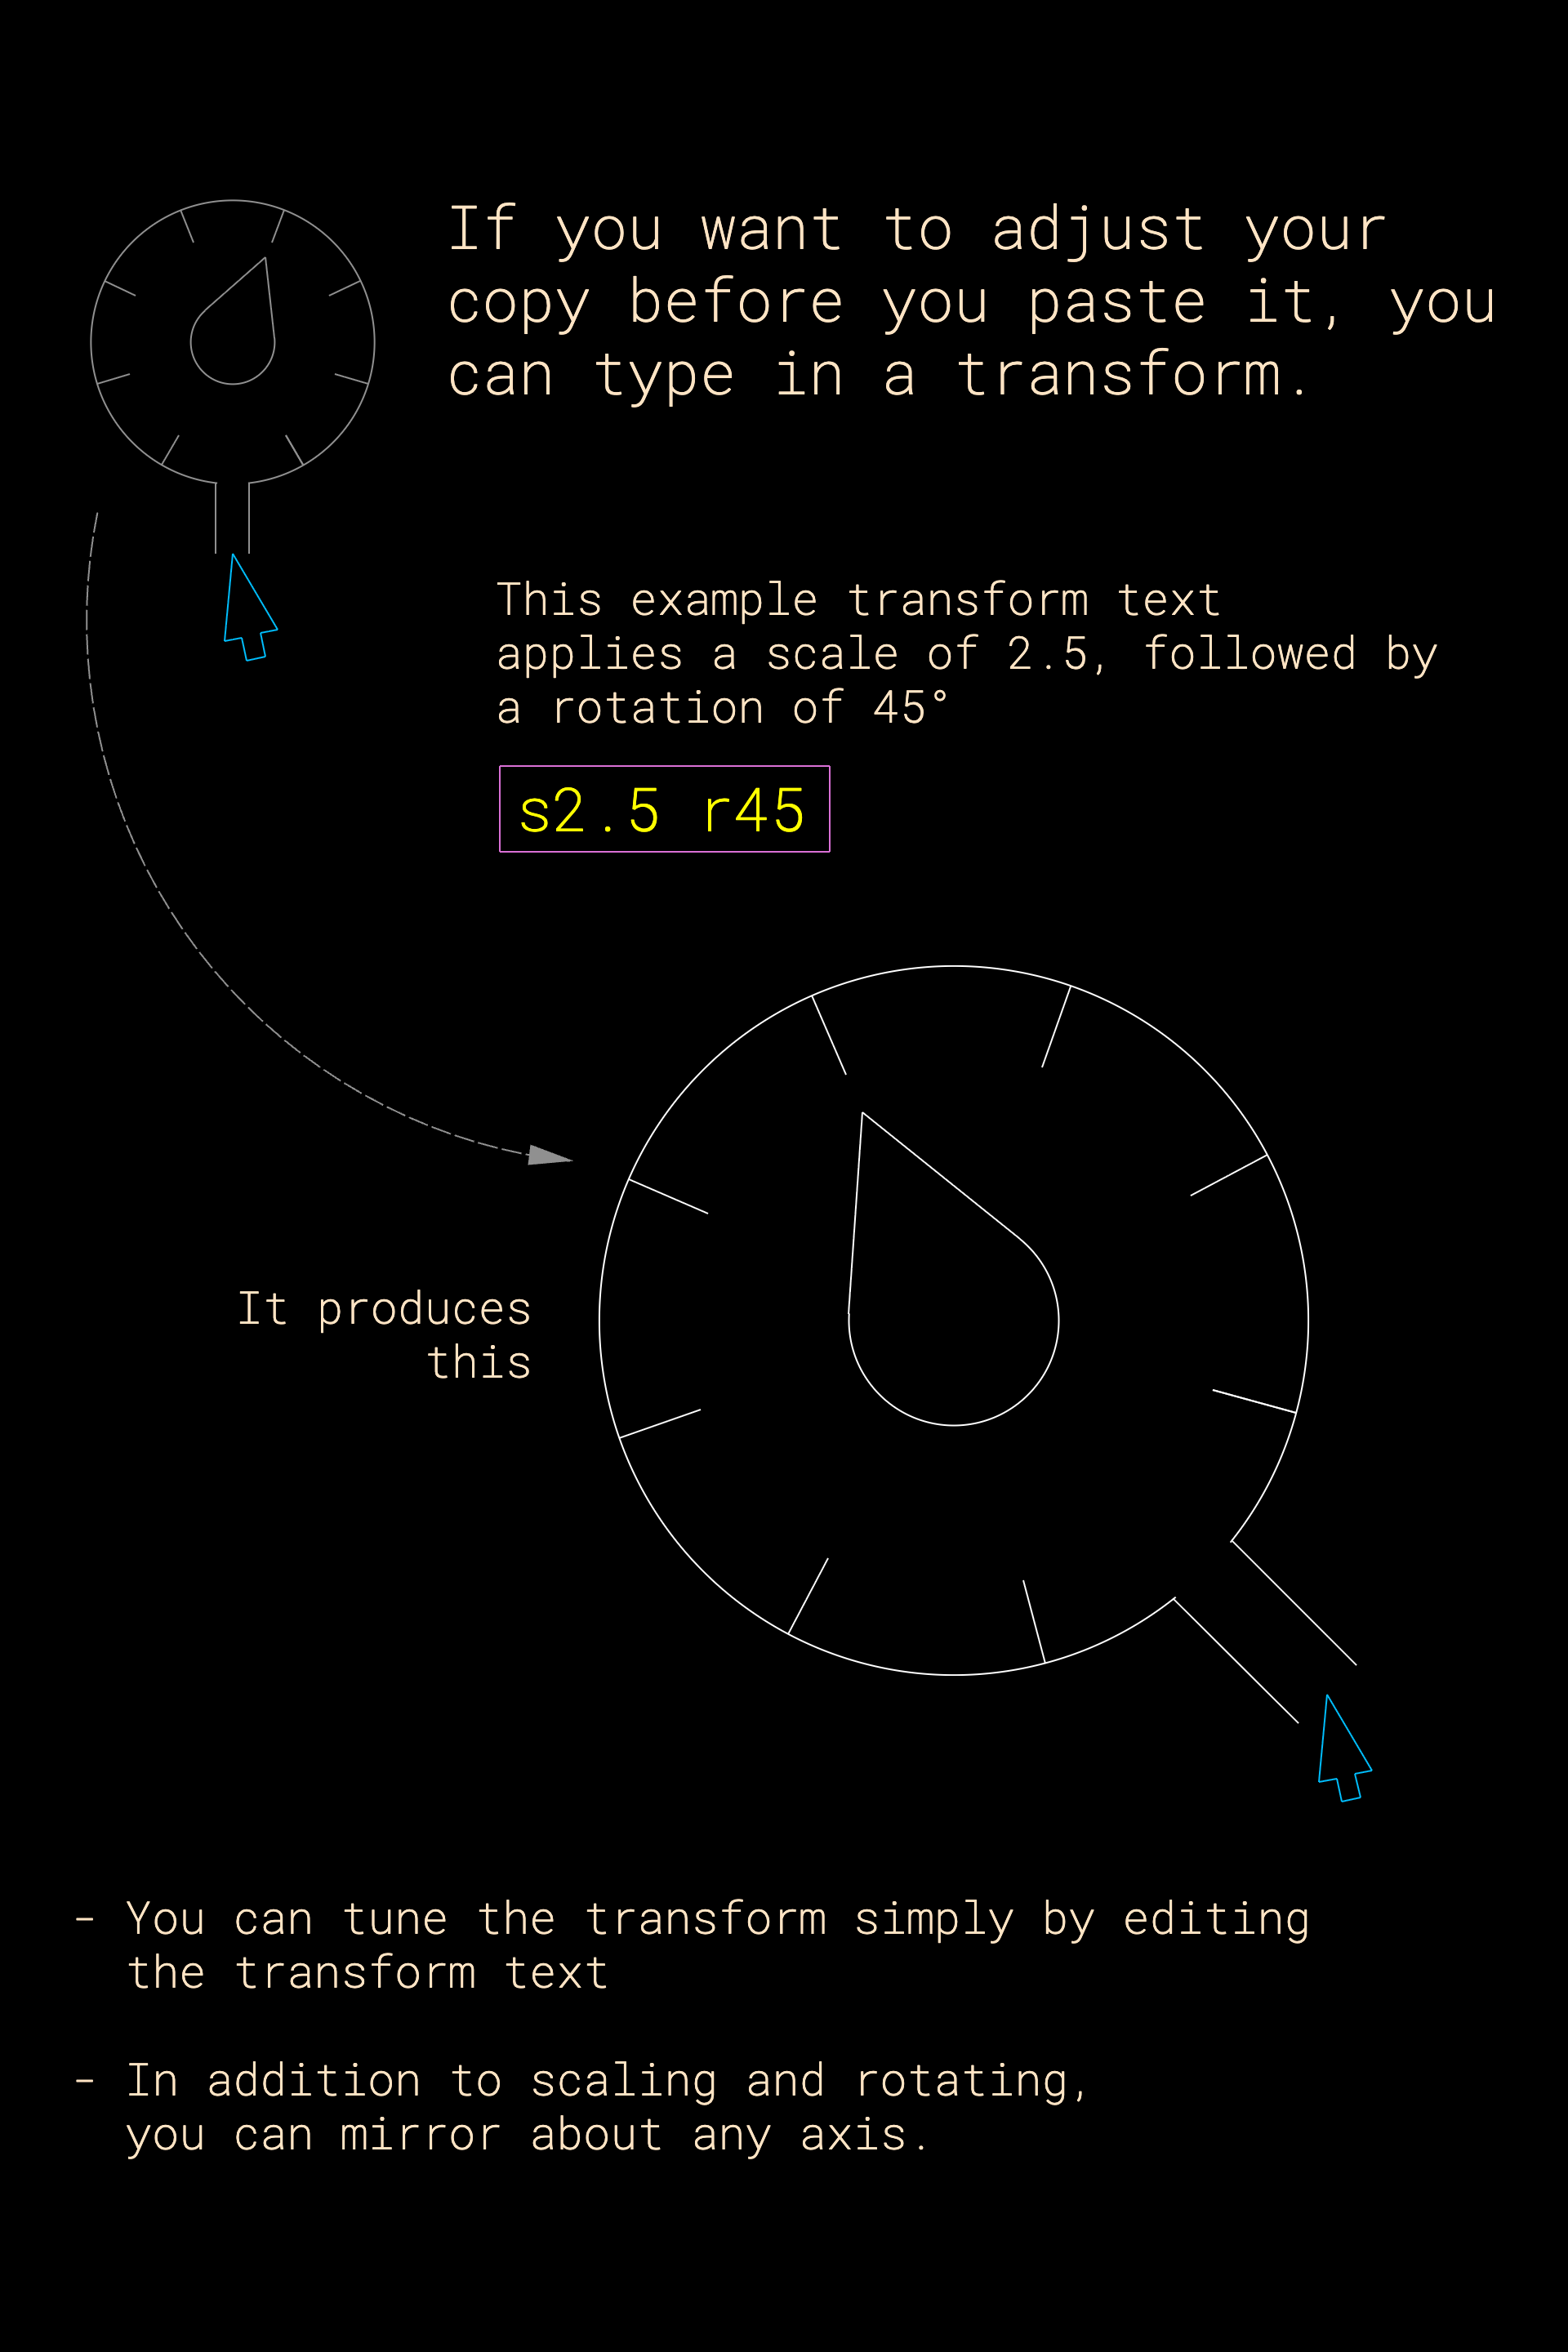 If you want to adjust your
copy before you paste it, you
can type in a transform.
This example transform text
applies a scale of 2.5, followed by
a rotation of 45°
s2.5 r45
It produces
this
- You can tune the transform simply by editing
the transform text
- In addition to scaling and rotating,
you can mirror about any axis.